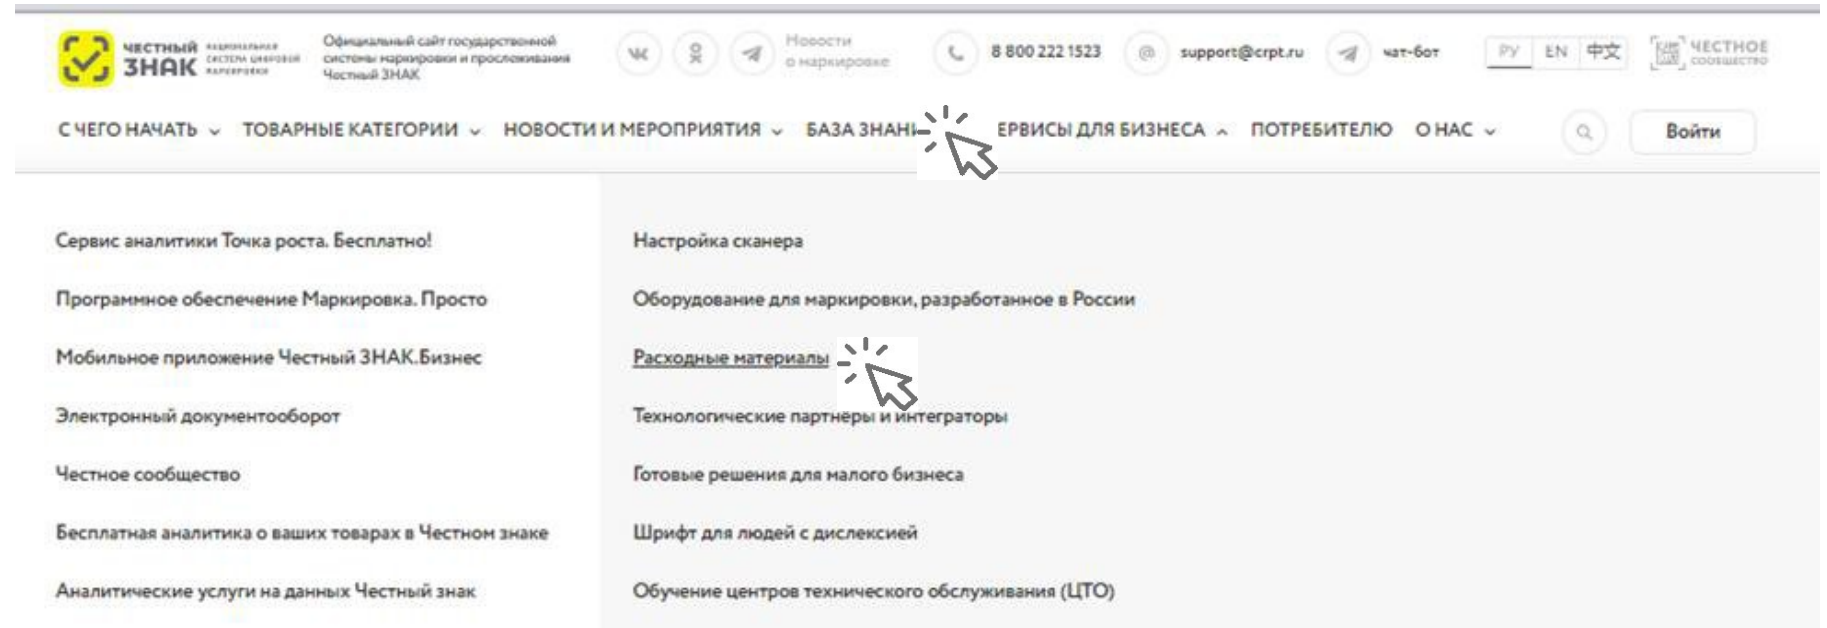 ЧЕСТНЫЙ
ЗНАК
НАЦИОНАЛЬНАЯ
СИСТЕМА ЦИФРОВОЙ
МАРКИРОВКИ
Официальный сайт государственной
системы маркировки и прослеживания
Честный ЗНАК
Новости
о маркировке
8 800 222 1523
@
support@crpt.ru
чат-бот
РУ EN 中文
ЧЕСТНОЕ
СООБЩЕСТВО
С ЧЕГО НАЧАТЬ ТОВАРНЫЕ КАТЕГОРИИ НОВОСТИ И МЕРОПРИЯТИЯ БАЗА ЗНАНИ ЕРВИСЫ ДЛЯ БИЗНЕСА ПОТРЕБИТЕЛЮ О НАС Войти
Сервис аналитики Точка роста. Бесплатно!
Программное обеспечение Маркировка. Просто
Мобильное приложение Честный ЗНАК.Бизнес
Электронный документооборот
Честное сообщество
Бесплатная аналитика о ваших товарах в Честном знаке
Аналитические услуги на данных Честный знак
Настройка сканера
Оборудование для маркировки, разработанное в России
Расходные материалы
Технологические партнеры и интеграторы
Готовые решения для малого бизнеса
Шрифт для людей с дислексией
Обучение центров технического обслуживания (ЦТО)